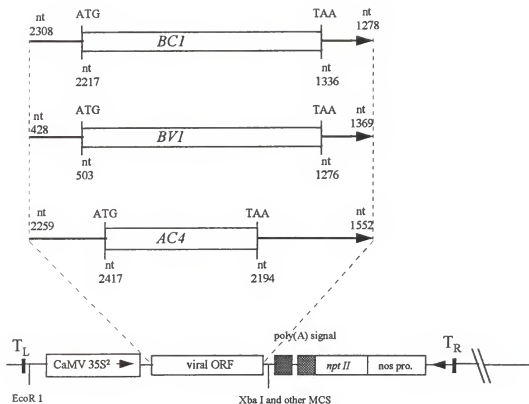 nt ATG TAA nt
2308 BC1 1278
nt nt
2217 1336
nt ATG TAA nt
428 BV1 1369
nt nt
503 1276
nt ATG TAA nt
2259 AC4 1552
nt nt
2417 2194
poly(A) signal
TL TR
CaMV 35S² viral ORF npt II nos pro.
EcoR 1 Xba I and other MCS